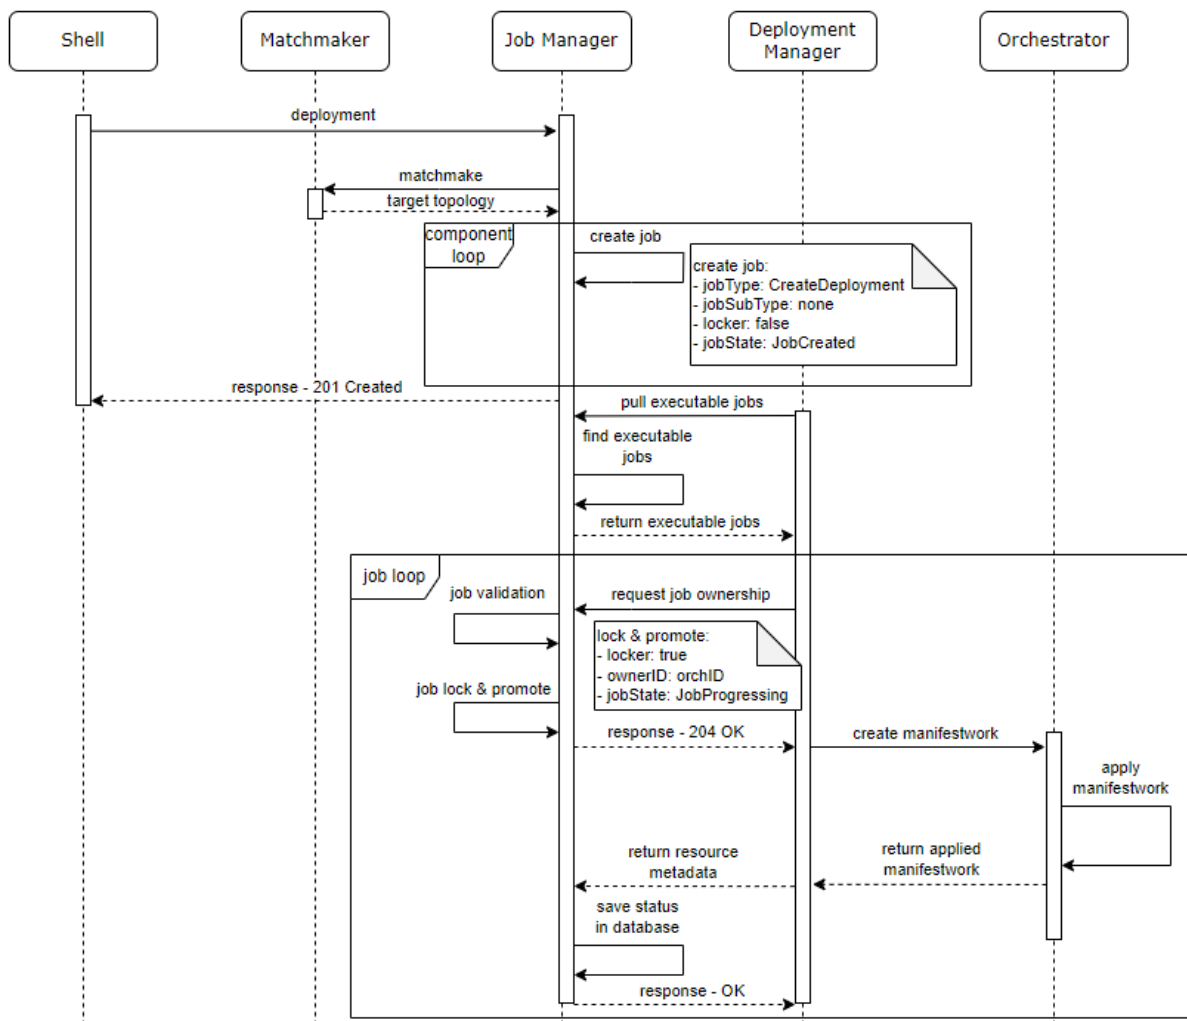 Shell
Matchmaker
Job Manager
Deployment
Manager
Orchestrator
deployment
matchmake
target topology
component
loop
create job
create job:
- jobType: CreateDeployment
- jobSubType: none
- locker: false
- jobState: JobCreated
response - 201 Created
pull executable jobs
find executable
jobs
return executable jobs
job loop
job validation
request job ownership
lock & promote:
- locker: true
- ownerID: orchID
- jobState: JobProgressing
job lock & promote
response - 204 OK
create manifestwork
apply
manifestwork
return applied
manifestwork
return resource
metadata
save status
in database
response - OK